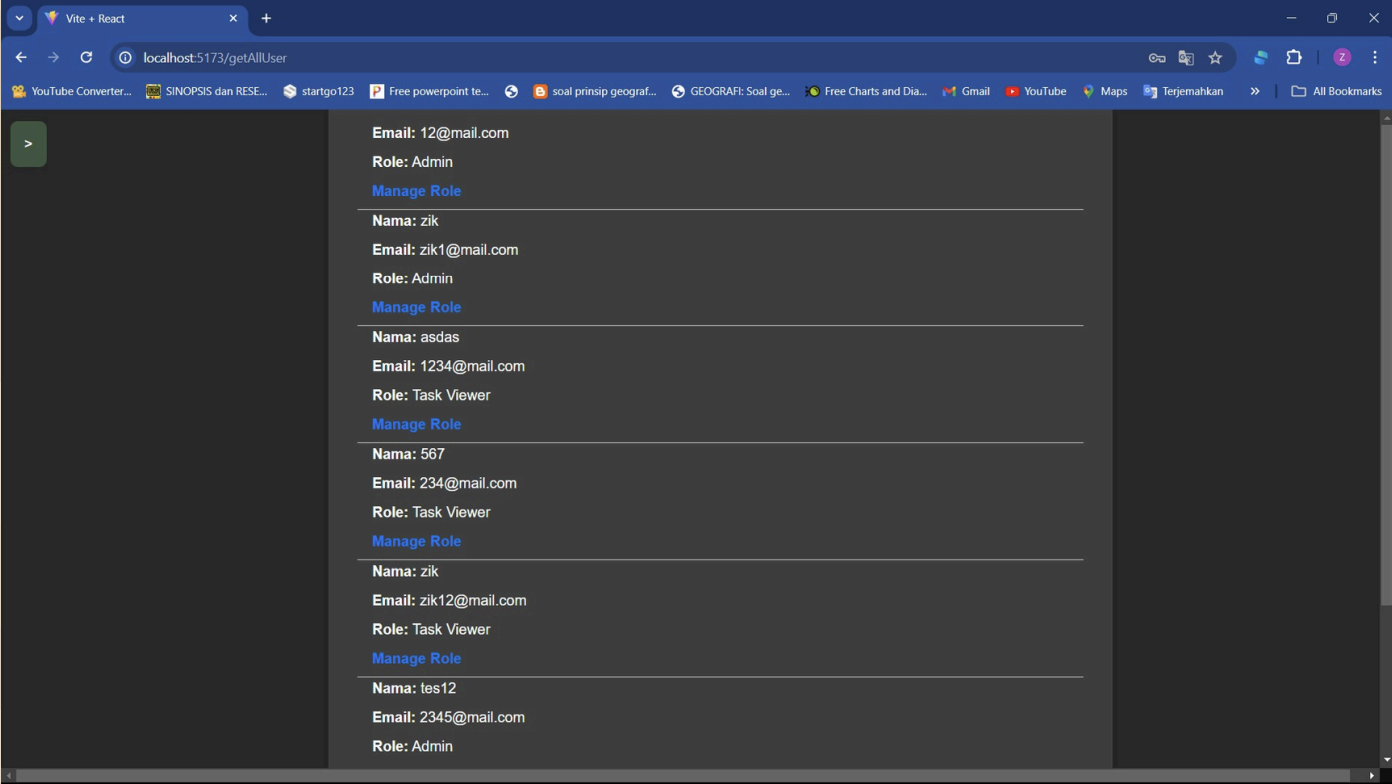 Vite + React
localhost:5173/getAllUser
YouTube Converter...
SINOPSIS dan RESE...
startgo123
Free powerpoint te...
soal prinsip geograf...
GEOGRAFI: Soal ge...
Free Charts and Dia...
Gmail
YouTube
Maps
Terjemahkan
»
All Bookmarks
Z
>
Email: 12@mail.com
Role: Admin
Manage Role
Nama: zik
Email: zik1@mail.com
Role: Admin
Manage Role
Nama: asdas
Email: 1234@mail.com
Role: Task Viewer
Manage Role
Nama: 567
Email: 234@mail.com
Role: Task Viewer
Manage Role
Nama: zik
Email: zik12@mail.com
Role: Task Viewer
Manage Role
Nama: tes12
Email: 2345@mail.com
Role: Admin